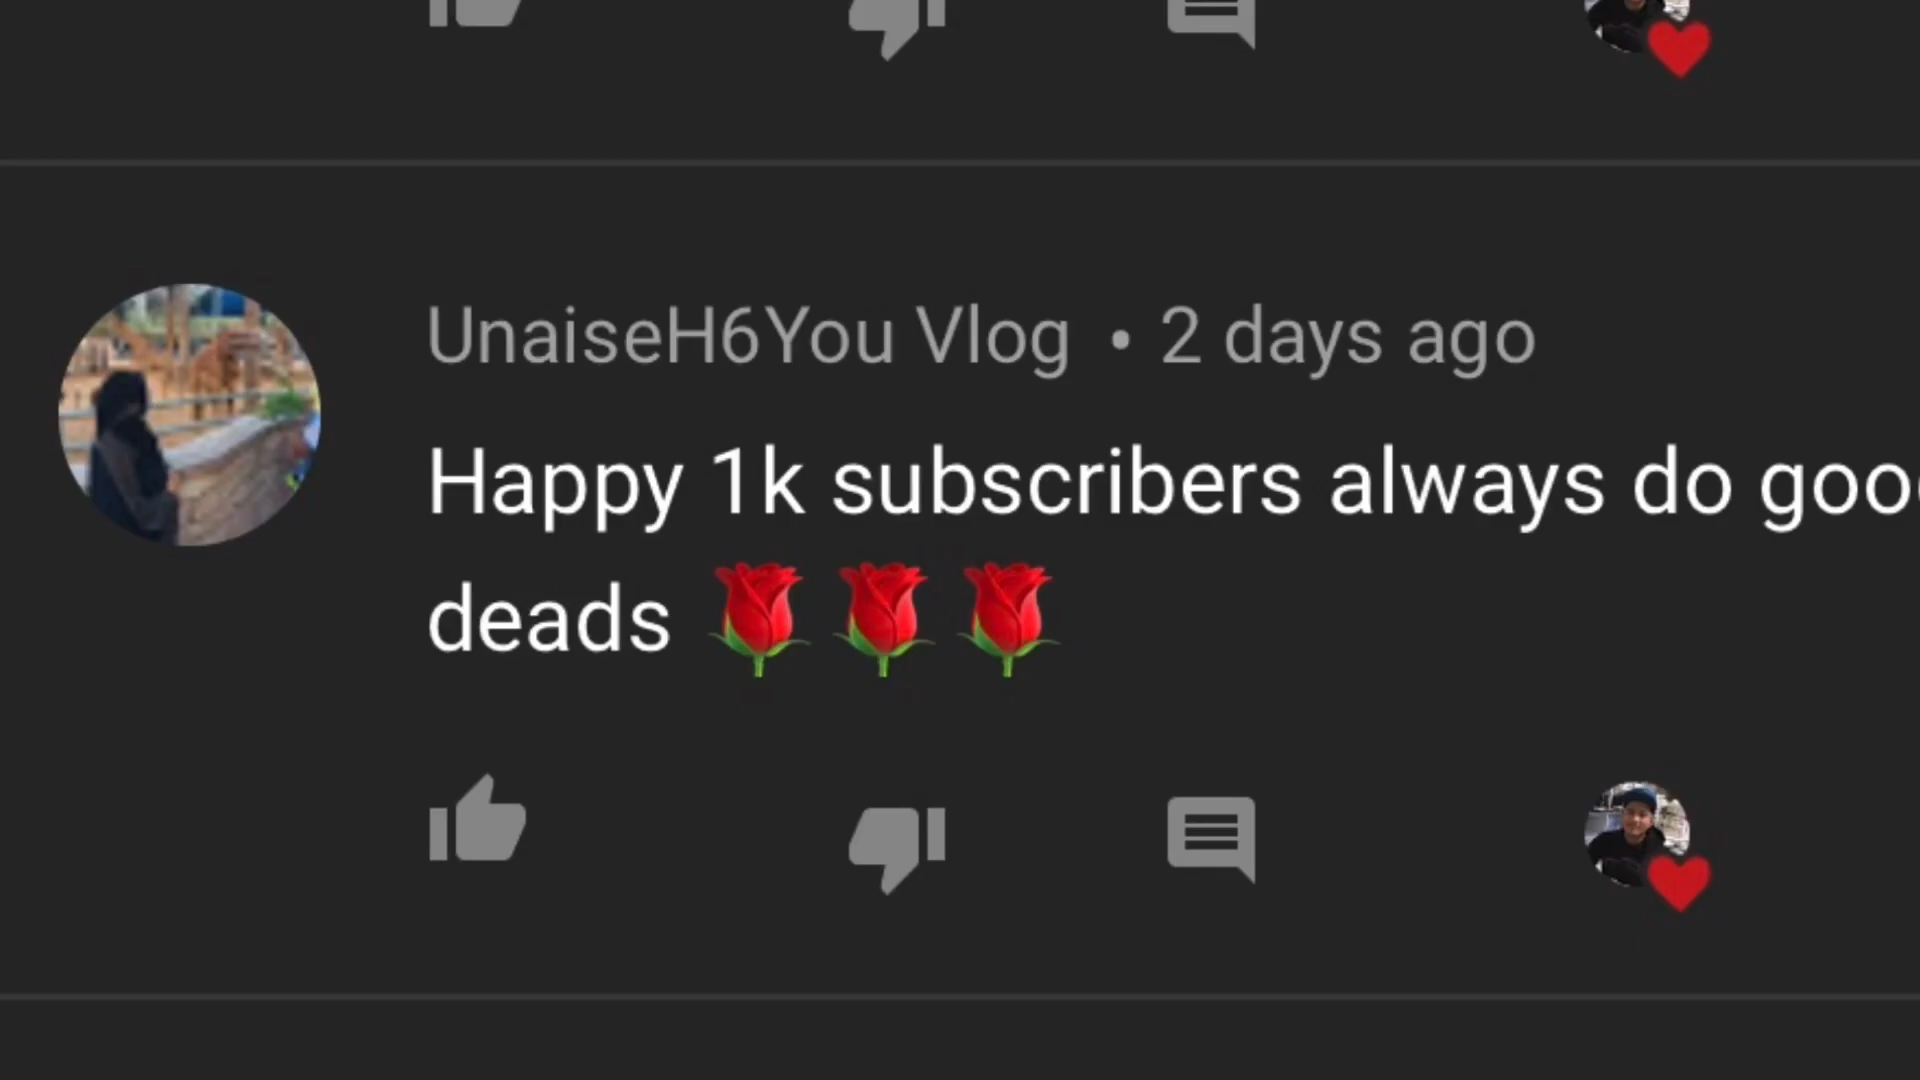 UnaiseH6You Vlog • 2 days ago
Happy 1k subscribers always do goo
deads 🌹🌹🌹